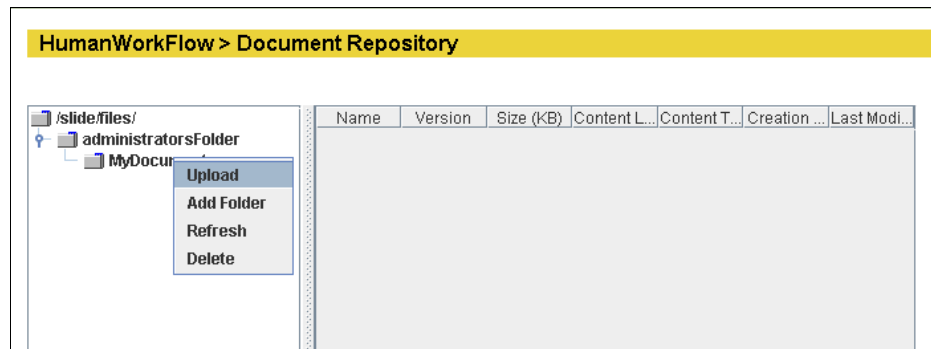 HumanWorkFlow > Document Repository
/slide/files/
administratorsFolder
MyDocument
Upload
Add Folder
Refresh
Delete
Name Version Size (KB) Content L... Content T... Creation ... Last Modi...